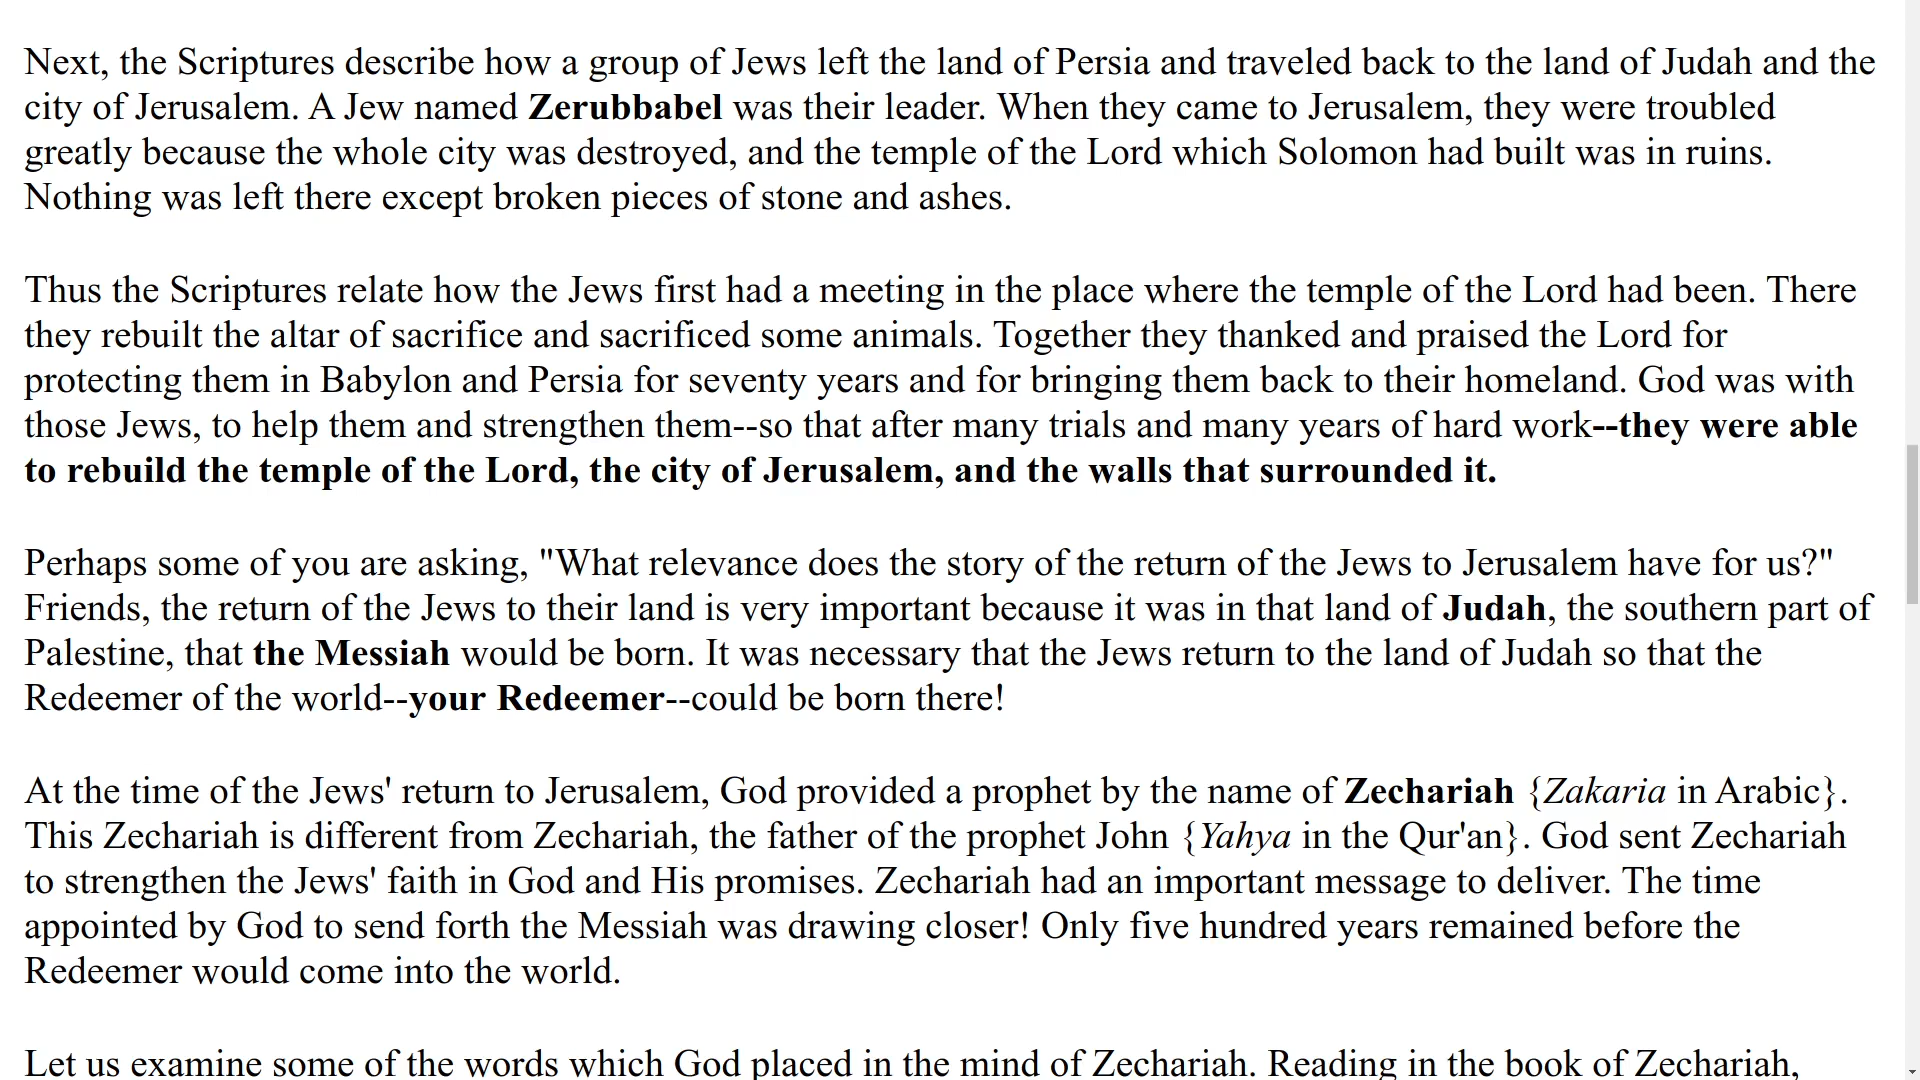 Next, the Scriptures describe how a group of Jews left the land of Persia and traveled back to the land of Judah and the
city of Jerusalem. A Jew named Zerubbabel was their leader. When they came to Jerusalem, they were troubled
greatly because the whole city was destroyed, and the temple of the Lord which Solomon had built was in ruins.
Nothing was left there except broken pieces of stone and ashes.
Thus the Scriptures relate how the Jews first had a meeting in the place where the temple of the Lord had been. There
they rebuilt the altar of sacrifice and sacrificed some animals. Together they thanked and praised the Lord for
protecting them in Babylon and Persia for seventy years and for bringing them back to their homeland. God was with
those Jews, to help them and strengthen them--so that after many trials and many years of hard work--they were able
to rebuild the temple of the Lord, the city of Jerusalem, and the walls that surrounded it.
Perhaps some of you are asking, "What relevance does the story of the return of the Jews to Jerusalem have for us?"
Friends, the return of the Jews to their land is very important because it was in that land of Judah, the southern part of
Palestine, that the Messiah would be born. It was necessary that the Jews return to the land of Judah so that the
Redeemer of the world--your Redeemer--could be born there!
At the time of the Jews' return to Jerusalem, God provided a prophet by the name of Zechariah {Zakaria in Arabic}.
This Zechariah is different from Zechariah, the father of the prophet John {Yahya in the Qur'an}. God sent Zechariah
to strengthen the Jews' faith in God and His promises. Zechariah had an important message to deliver. The time
appointed by God to send forth the Messiah was drawing closer! Only five hundred years remained before the
Redeemer would come into the world.
Let us examine some of the words which God placed in the mind of Zechariah. Reading in the book of Zechariah,